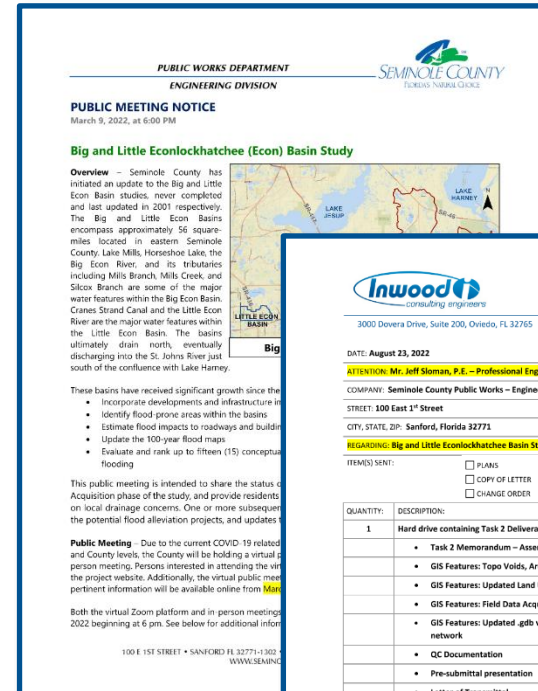 PUBLIC WORKS DEPARTMENT
ENGINEERING DIVISION
SEMINOLE COUNTY
FLORIDA'S NATURAL CHOICE
PUBLIC MEETING NOTICE
March 9, 2022, at 6:00 PM
Big and Little Econlockhatchee (Econ) Basin Study
Overview – Seminole County has
initiated an update to the Big and Little
Econ Basin studies, never completed
and last updated in 2001 respectively.
The Big and Little Econ Basins
encompass approximately 56 square-
miles located in eastern Seminole
County. Lake Mills, Horseshoe Lake, the
Big Econ River, and its tributaries
including Mills Branch, Mills Creek, and
Silcox Branch are some of the major
water features within the Big Econ Basin.
Cranes Strand Canal and the Little Econ
River are the major water features within
the Little Econ Basin. The basins
ultimately drain north, eventually
discharging into the St. Johns River just
south of the confluence with Lake Harney.
LAKE JESUP
LAKE HARNEY
N
SR-46
LITTLE ECON BASIN
Big
These basins have received significant growth since the
• Incorporate developments and infrastructure in
• Identify flood-prone areas within the basins
• Estimate flood impacts to roadways and buildin
• Update the 100-year flood maps
• Evaluate and rank up to fifteen (15) conceptua
flooding
This public meeting is intended to share the status o
Acquisition phase of the study, and provide residents
on local drainage concerns. One or more subsequen
the potential flood alleviation projects, and updates t
Public Meeting – Due to the current COVID-19 related
and County levels, the County will be holding a virtual p
person meeting. Persons interested in attending the virt
the project website. Additionally, the virtual public meet
pertinent information will be available online from Marc
Both the virtual Zoom platform and in-person meetings
2022 beginning at 6 pm. See below for additional inform
100 E 1ST STREET • SANFORD FL 32771-1302 •
WWW.SEMINO
Inwood
consulting engineers
3000 Dovera Drive, Suite 200, Oviedo, FL 32765
DATE: August 23, 2022
ATTENTION: Mr. Jeff Sloman, P.E. – Professional Eng
COMPANY: Seminole County Public Works – Engine
STREET: 100 East 1st Street
CITY, STATE, ZIP: Sanford, Florida 32771
REGARDING: Big and Little Econlockhatchee Basin St
ITEM(S) SENT:
PLANS
COPY OF LETTER
CHANGE ORDER
QUANTITY: DESCRIPTION:
1 Hard drive containing Task 2 Delivera
• Task 2 Memorandum – Asse
• GIS Features: Topo Voids, Ar
• GIS Features: Updated Land
• GIS Features: Field Data Acqu
• GIS Features: Updated .gdb v
network
• QC Documentation
• Pre-submittal presentation
• Letter of Transmittal